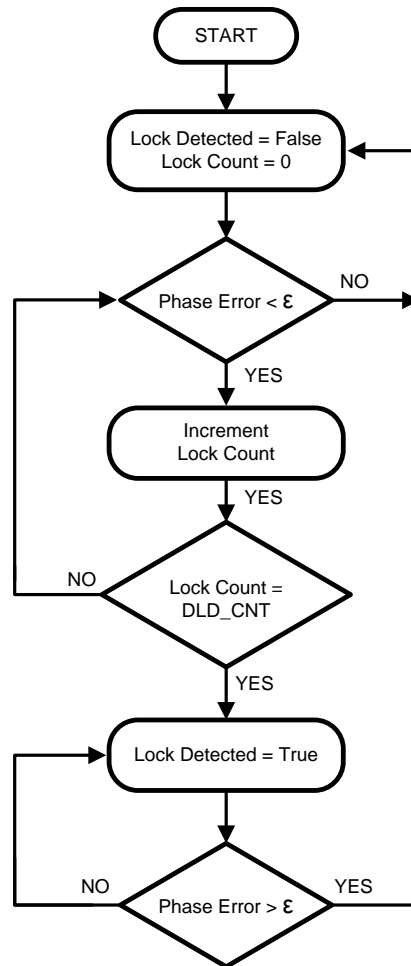 START
Lock Detected = False
Lock Count = 0
Phase Error < ε
NO
YES
Increment
Lock Count
YES
NO
Lock Count =
DLD_CNT
YES
Lock Detected = True
NO
Phase Error > ε
YES